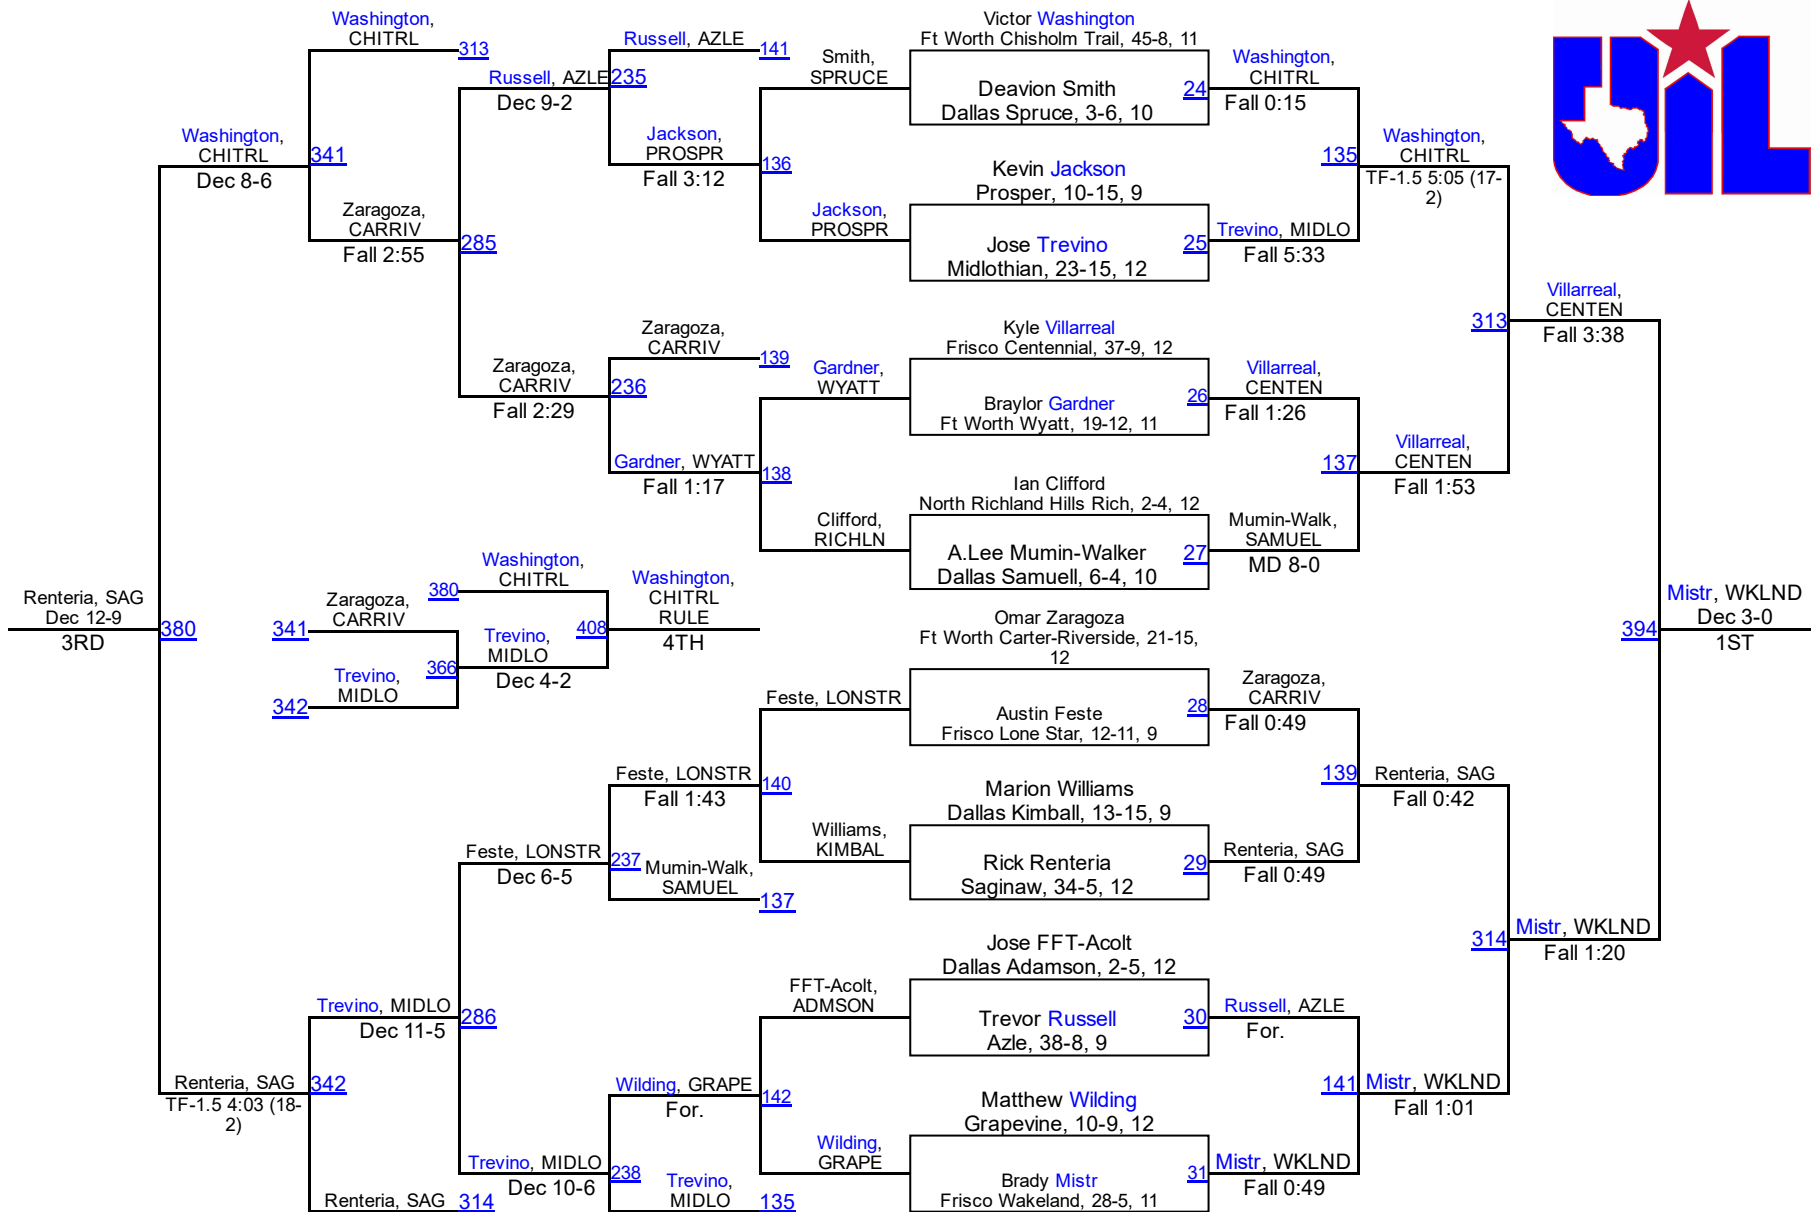 Washington,
CHITRL
313
Russell, AZLE
141
Russell, AZLE
235
Dec 9-2
Smith,
SPRUCE
Victor Washington
Ft Worth Chisholm Trail, 45-8, 11
Deavion Smith
Dallas Spruce, 3-6, 10
24
Washington,
CHITRL
Fall 0:15
UIL
Washington,
CHITRL
Dec 8-6
341
Jackson,
PROSPR
Fall 3:12
136
Kevin Jackson
Prosper, 10-15, 9
135
Washington,
CHITRL
TF-1.5 5:05 (17-
2)
Zaragoza,
CARRIV
Fall 2:55
285
Jackson,
PROSPR
Jose Trevino
Midlothian, 23-15, 12
25
Trevino, MIDLO
Fall 5:33
Zaragoza,
CARRIV
139
Kyle Villarreal
Frisco Centennial, 37-9, 12
313
Villarreal,
CENTEN
Fall 3:38
Zaragoza,
CARRIV
Fall 2:29
236
Gardner,
WYATT
Braylor Gardner
Ft Worth Wyatt, 19-12, 11
26
Villarreal,
CENTEN
Fall 1:26
Gardner, WYATT
Fall 1:17
138
Ian Clifford
North Richland Hills Rich, 2-4, 12
137
Villarreal,
CENTEN
Fall 1:53
Clifford,
RICHLN
A.Lee Mumin-Walker
Dallas Samuell, 6-4, 10
27
Mumin-Walk,
SAMUEL
MD 8-0
Renteria, SAG
Dec 12-9
3RD
380
Zaragoza,
CARRIV
341
Trevino,
MIDLO
342
380
Washington,
CHITRL
366
Trevino,
MIDLO
Dec 4-2
408
Washington,
CHITRL
RULE
4TH
Omar Zaragoza
Ft Worth Carter-Riverside, 21-15,
12
394
Mistr, WKLND
Dec 3-0
1ST
Feste, LONSTR
Austin Feste
Frisco Lone Star, 12-11, 9
28
Zaragoza,
CARRIV
Fall 0:49
Feste, LONSTR
Fall 1:43
140
Marion Williams
Dallas Kimball, 13-15, 9
139
Renteria, SAG
Fall 0:42
Williams,
KIMBAL
Rick Renteria
Saginaw, 34-5, 12
29
Renteria, SAG
Fall 0:49
Feste, LONSTR
Dec 6-5
237
Mumin-Walk,
SAMUEL
137
Jose FFT-Acolt
Dallas Adamson, 2-5, 12
314
Mistr, WKLND
Fall 1:20
FFT-Acolt,
ADMSON
Trevor Russell
Azle, 38-8, 9
30
Russell, AZLE
For.
Trevino, MIDLO
Dec 11-5
286
Renteria, SAG
TF-1.5 4:03 (18-
2)
342
Wilding, GRAPE
For.
142
Matthew Wilding
Grapevine, 10-9, 12
141
Mistr, WKLND
Fall 1:01
Wilding,
GRAPE
Brady Mistr
Frisco Wakeland, 28-5, 11
31
Mistr, WKLND
Fall 0:49
Trevino, MIDLO
Dec 10-6
238
Trevino,
MIDLO
135
Renteria, SAG
314